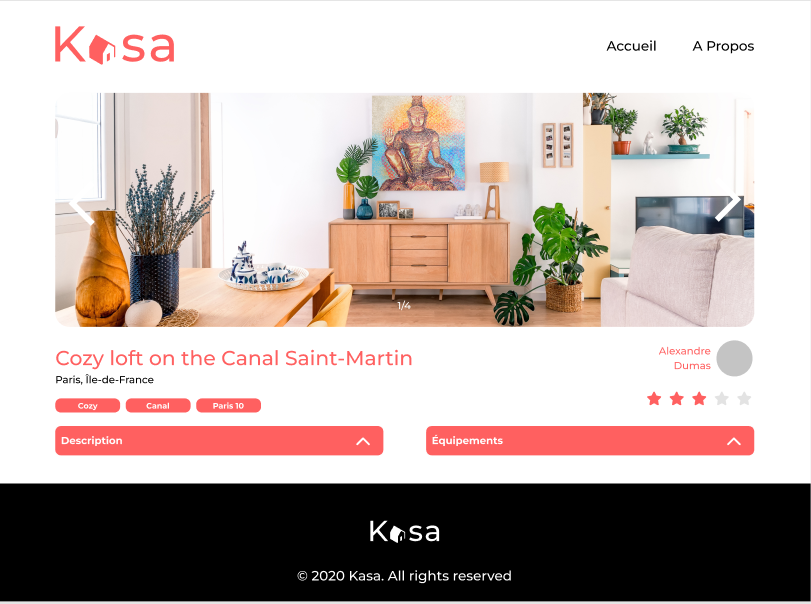 Kasa
Accueil
A Propos
1/4
Cozy loft on the Canal Saint-Martin
Paris, Île-de-France
Alexandre
Dumas
Cozy
Canal
Paris 10
Description
Équipements
Kasa
© 2020 Kasa. All rights reserved